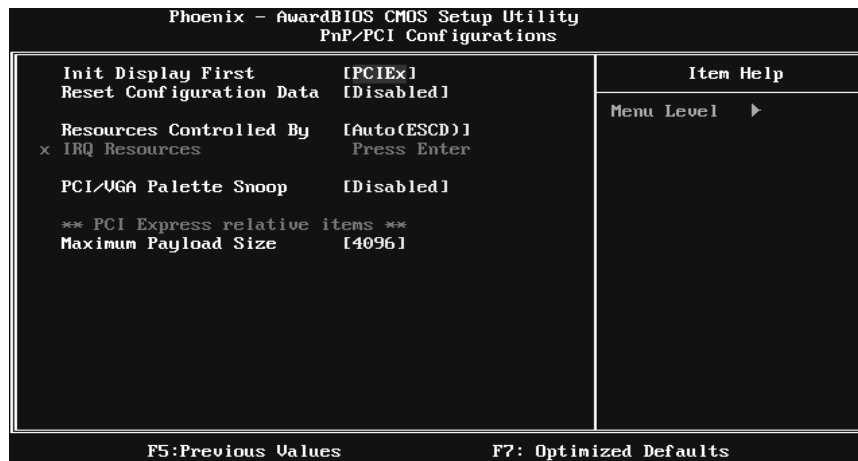 Phoenix - AwardBIOS CMOS Setup Utility
PnP/PCI Configurations
Init Display First [PCIEx]
Reset Configuration Data [Disabled]
Resources Controlled By [Auto(ESCD)]
x IRQ Resources Press Enter
PCI/VGA Palette Snoop [Disabled]
** PCI Express relative items **
Maximum Payload Size [4096]
Item Help
Menu Level ▶
F5:Previous Values F7: Optimized Defaults